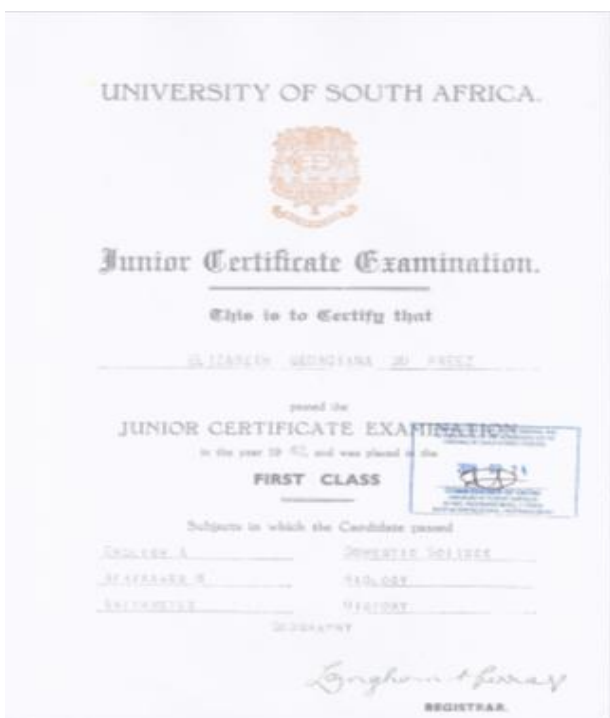 UNIVERSITY OF SOUTH AFRICA.
Junior Certificate Examination.
This is to Certify that
ELIZABETH GEORGIANA DU PREEZ
passed the
JUNIOR CERTIFICATE EXAMINATION
in the year 19 and was placed in the
FIRST CLASS
Subjects in which the Candidate passed
ENGLISH A DOMESTIC SCIENCE
AFRIKAANS B BIOLOGY
ARITHMETIC HISTORY
GEOGRAPHY
REGISTRAR.